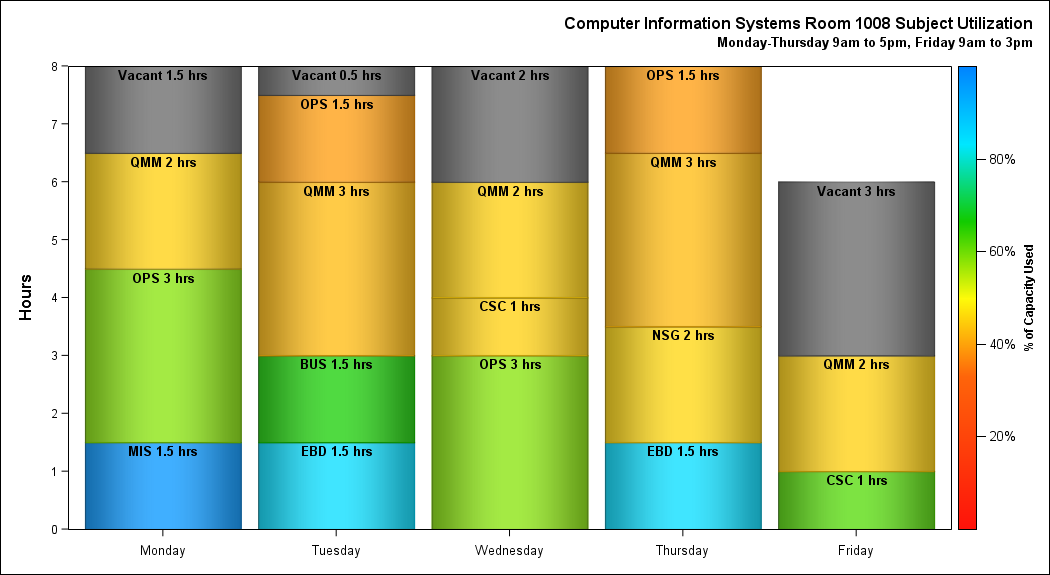 Computer Information Systems Room 1008 Subject Utilization
Monday-Thursday 9am to 5pm, Friday 9am to 3pm
Hours
8
7
6
5
4
3
2
1
0
Vacant 1.5 hrs
QMM 2 hrs
OPS 3 hrs
MIS 1.5 hrs
Vacant 0.5 hrs
OPS 1.5 hrs
QMM 3 hrs
BUS 1.5 hrs
EBD 1.5 hrs
Vacant 2 hrs
QMM 2 hrs
CSC 1 hrs
OPS 3 hrs
OPS 1.5 hrs
QMM 3 hrs
NSG 2 hrs
EBD 1.5 hrs
Vacant 3 hrs
QMM 2 hrs
CSC 1 hrs
Monday
Tuesday
Wednesday
Thursday
Friday
80%
60%
40%
20%
% of Capacity Used